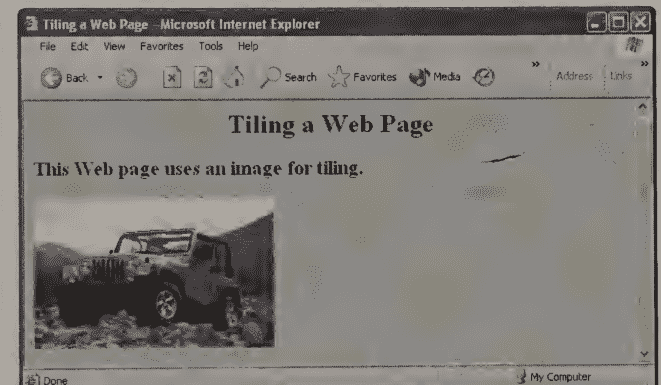 Tiling a Web Page - Microsoft Internet Explorer
File Edit View Favorites Tools Help
Back Search Favorites Media » Address Links »
Tiling a Web Page
This Web page uses an image for tiling.
Done My Computer